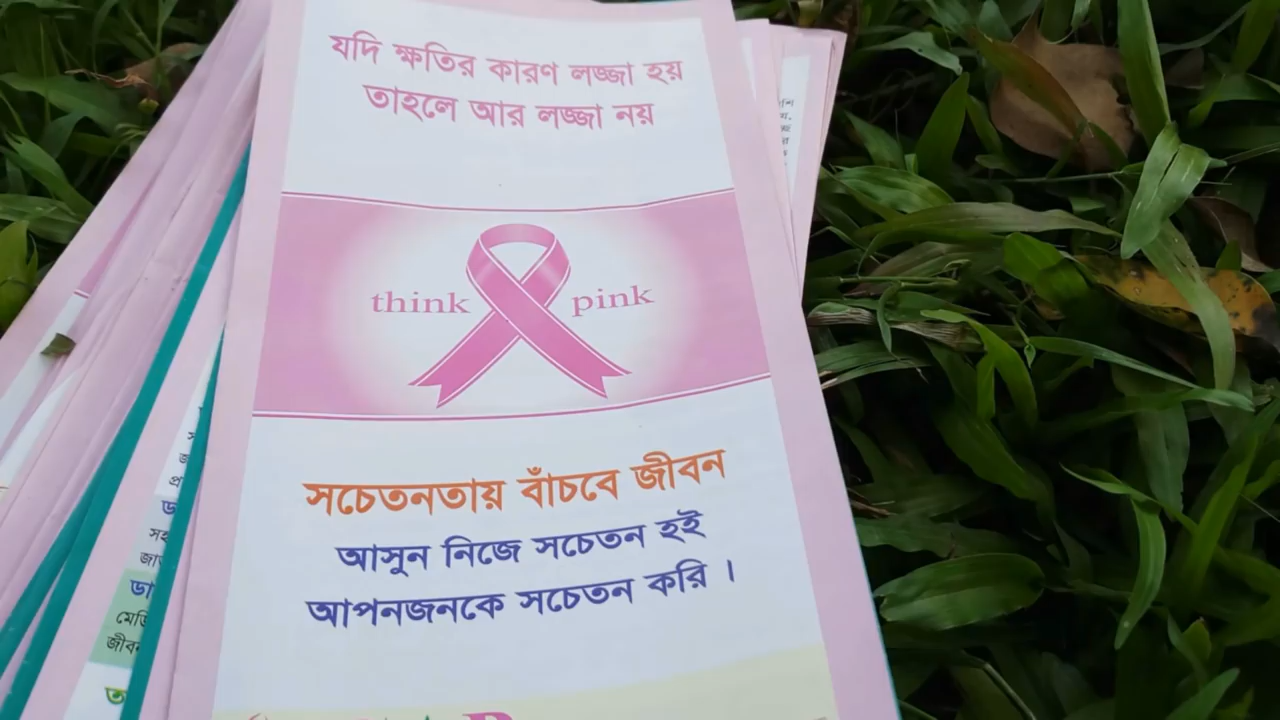 যদি ক্ষতির কারণ লজ্জা হয়
তাহলে আর লজ্জা নয়
think pink
সচেতনতায় বাঁচবে জীবন
আসুন নিজে সচেতন হই
আপনজনকে সচেতন করি ।